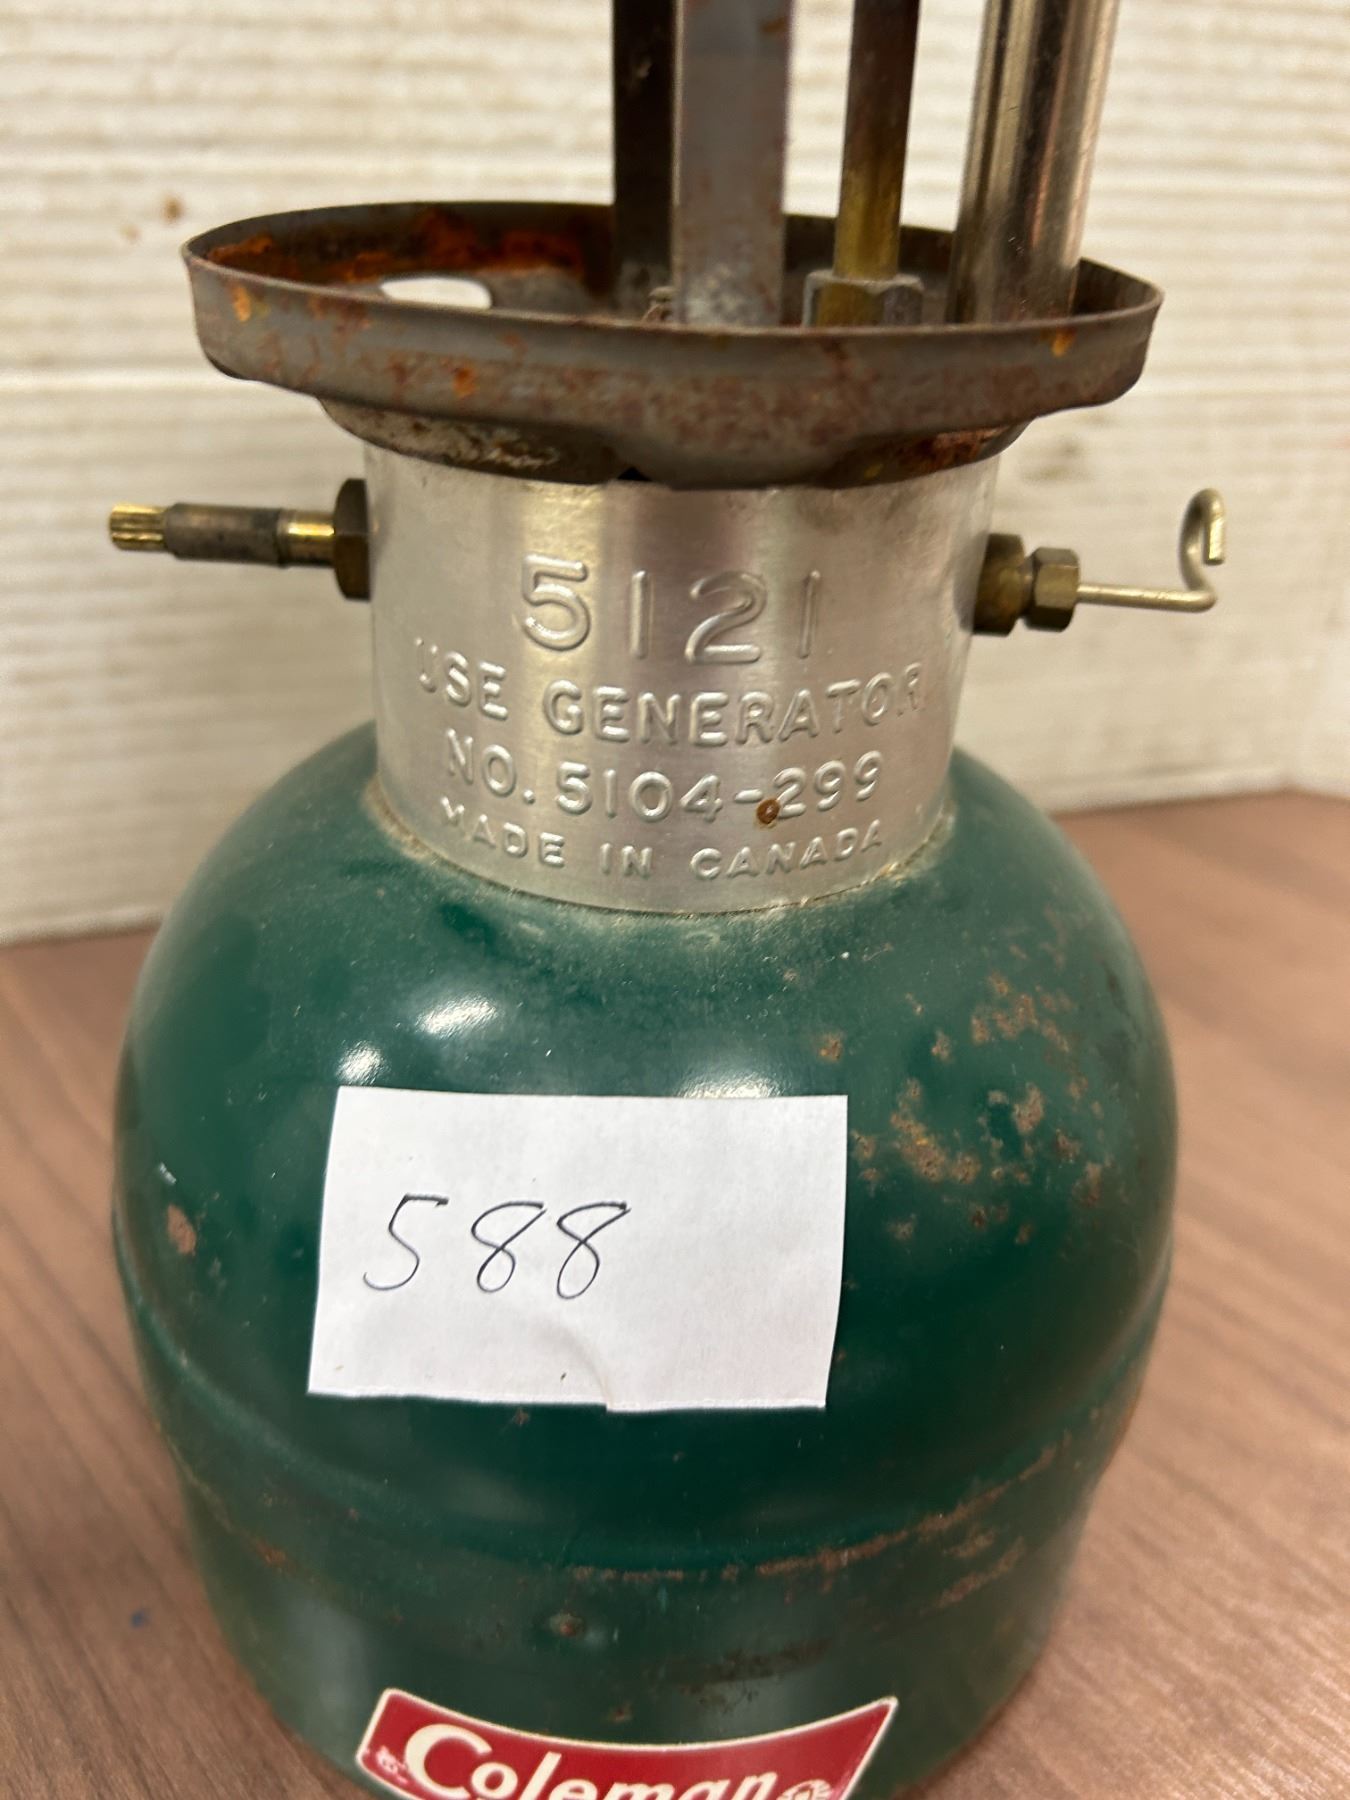 5121
USE GENERATOR
NO. 5104-299
MADE IN CANADA
588
Coleman